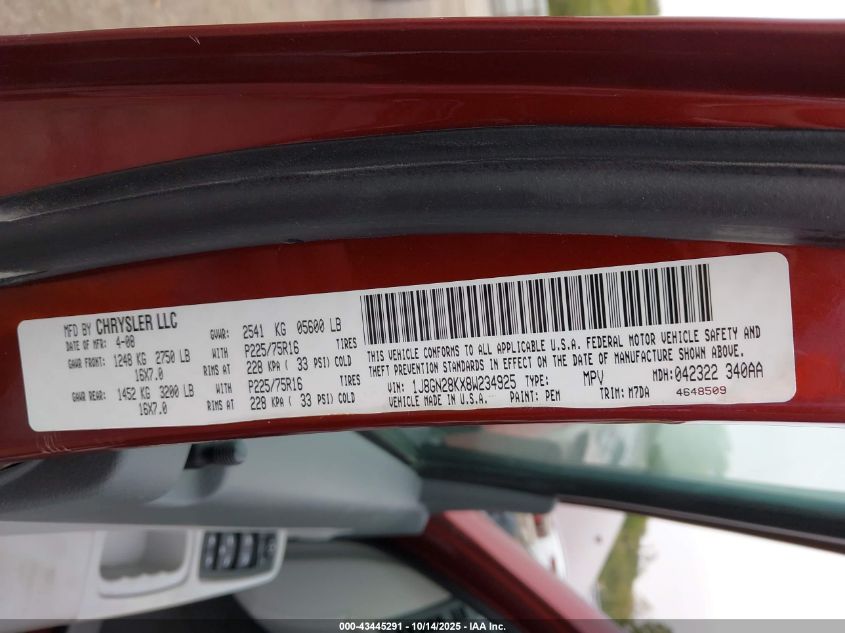 MFD BY CHRYSLER LLC
DATE OF MFR: 4-08 GVWR: 2541 KG 05600 LB
GAWR FRONT: 1248 KG 2750 LB WITH P225/75R16 TIRES
16X7.0 RIMS AT 228 KPA ( 33 PSI) COLD
GAWR REAR: 1452 KG 3200 LB WITH P225/75R16 TIRES
16X7.0 RIMS AT 228 KPA ( 33 PSI) COLD
THIS VEHICLE CONFORMS TO ALL APPLICABLE U.S.A. FEDERAL MOTOR VEHICLE SAFETY AND
THEFT PREVENTION STANDARDS IN EFFECT ON THE DATE OF MANUFACTURE SHOWN ABOVE.
VIN: 1J8GN28KX8W234925 TYPE: MPV MDH: 042322 340AA
VEHICLE MADE IN U.S.A. PAINT: PEM TRIM: M7DA 4648509
000-43445291 - 10/14/2025 - IAA Inc.